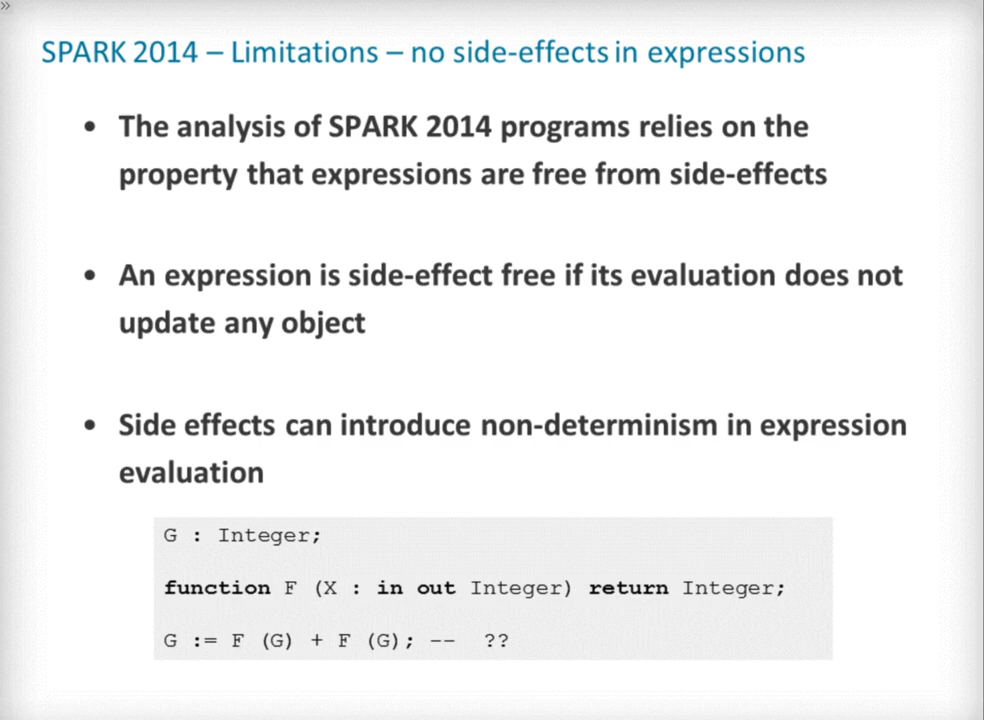 »
SPARK 2014 – Limitations – no side-effects in expressions
• The analysis of SPARK 2014 programs relies on the
property that expressions are free from side-effects
• An expression is side-effect free if its evaluation does not
update any object
• Side effects can introduce non-determinism in expression
evaluation
G : Integer;
function F (X : in out Integer) return Integer;
G := F (G) + F (G); -- ??